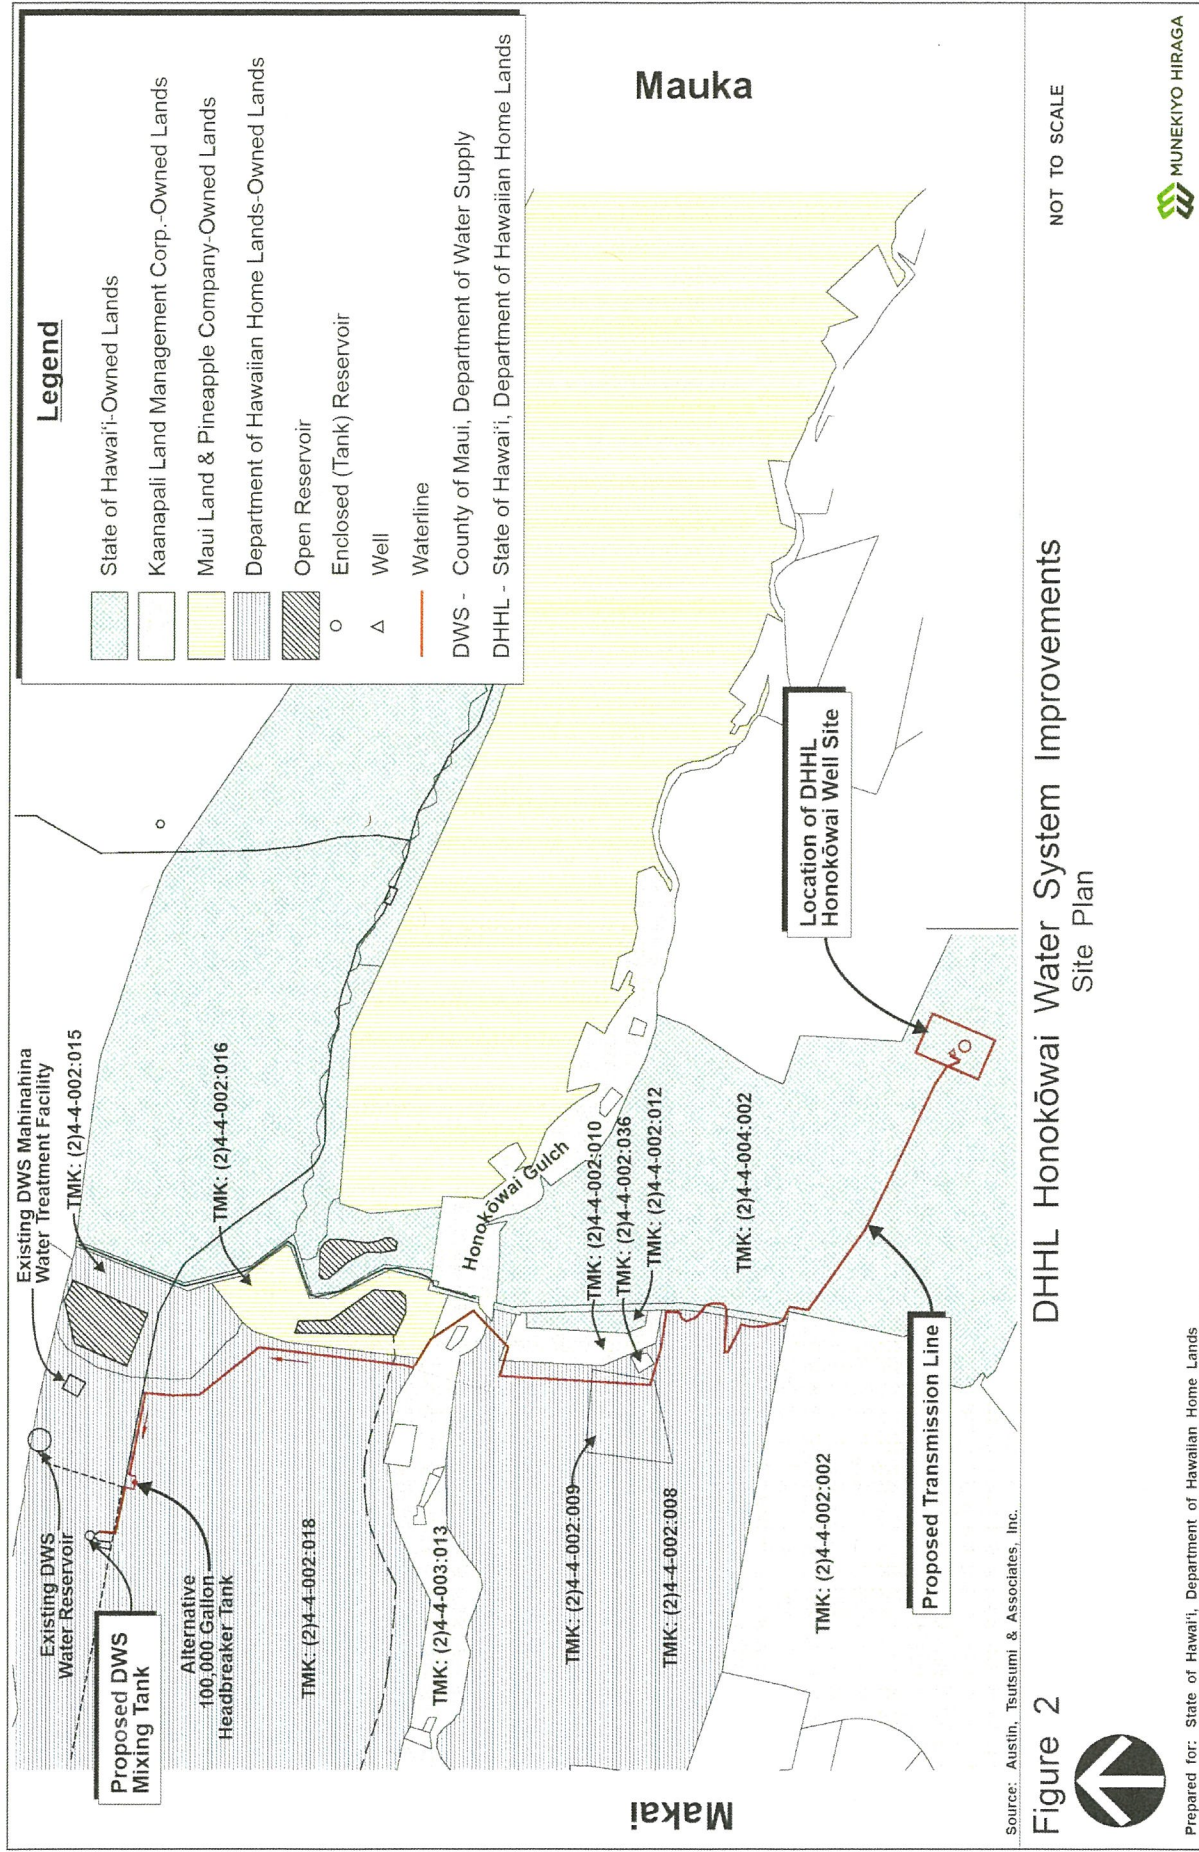 Legend
State of Hawai‘i-Owned Lands
Kaanapali Land Management Corp.-Owned Lands
Maui Land & Pineapple Company-Owned Lands
Department of Hawaiian Home Lands-Owned Lands
Open Reservoir
Enclosed (Tank) Reservoir
Well
Waterline
DWS - County of Maui, Department of Water Supply
DHHL - State of Hawai‘i, Department of Hawaiian Home Lands
Mauka
Makai
Existing DWS Mahinahina
Water Treatment Facility
TMK: (2)4-4-002:015
TMK: (2)4-4-002:016
Existing DWS
Water Reservoir
Proposed DWS
Mixing Tank
Alternative
100,000 Gallon
Headbreaker Tank
TMK: (2)4-4-002:018
TMK: (2)4-4-003:013
Honokōwai Gulch
TMK: (2)4-4-002:010
TMK: (2)4-4-002:036
TMK: (2)4-4-002:012
TMK: (2)4-4-002:009
TMK: (2)4-4-002:008
TMK: (2)4-4-004:002
TMK: (2)4-4-002:002
Location of DHHL
Honokōwai Well Site
Proposed Transmission Line
Source: Austin, Tsutsumi & Associates, Inc.
Figure 2
DHHL Honokōwai Water System Improvements
Site Plan
NOT TO SCALE
Prepared for: State of Hawai‘i, Department of Hawaiian Home Lands
MUNEKIYO HIRAGA